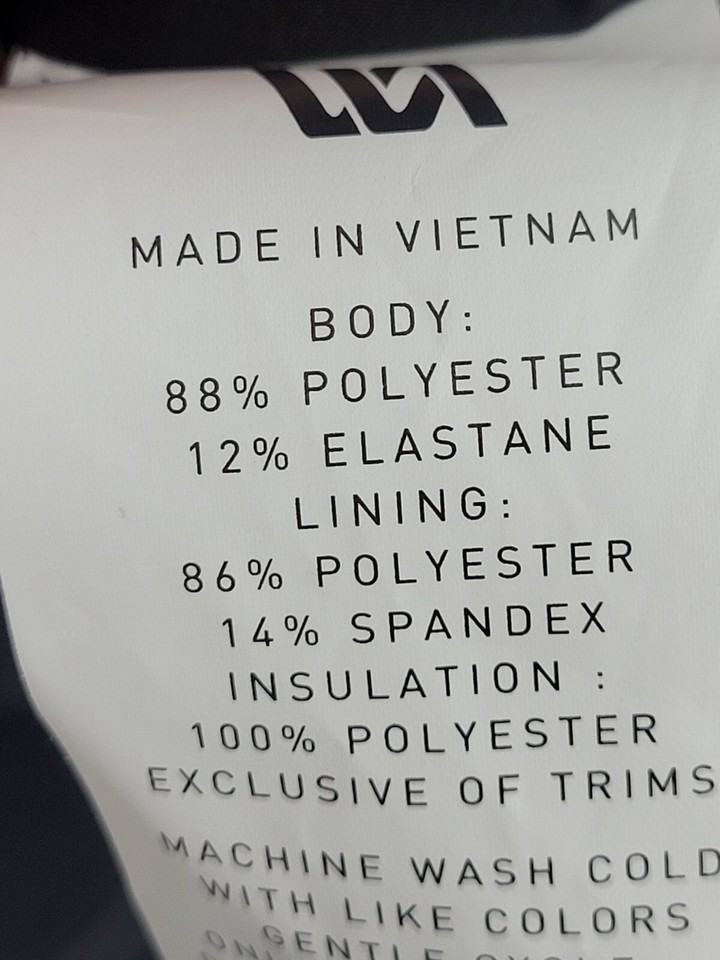 MADE IN VIETNAM
BODY:
88% POLYESTER
12% ELASTANE
LINING:
86% POLYESTER
14% SPANDEX
INSULATION :
100% POLYESTER
EXCLUSIVE OF TRIMS
MACHINE WASH COLD
WITH LIKE COLORS
GENTLE